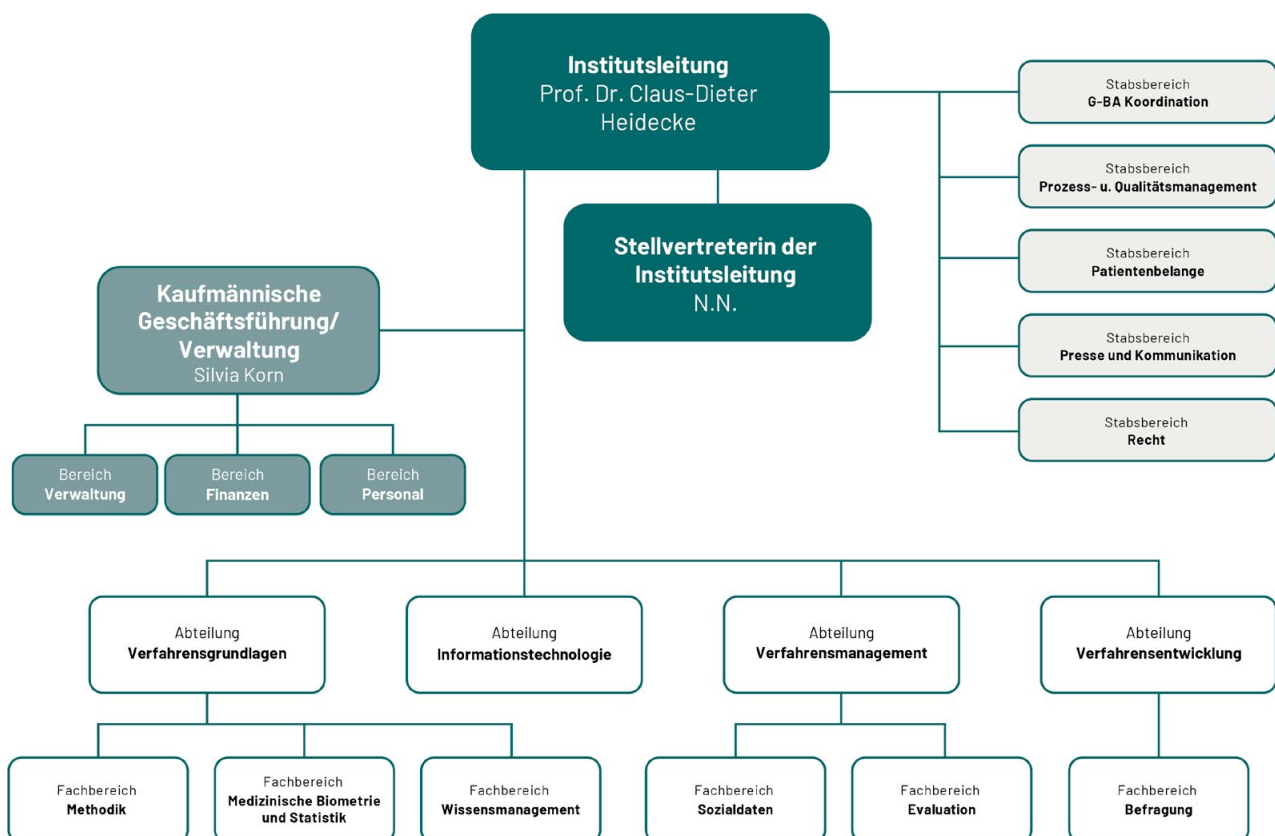 Institutsleitung
Prof. Dr. Claus-Dieter
Heidecke
Stellvertreterin der
Institutsleitung
N.N.
Stabsbereich
G-BA Koordination
Stabsbereich
Prozess- u. Qualitätsmanagement
Stabsbereich
Patientenbelange
Stabsbereich
Presse und Kommunikation
Stabsbereich
Recht
Kaufmännische
Geschäftsführung/
Verwaltung
Silvia Korn
Bereich
Verwaltung
Bereich
Finanzen
Bereich
Personal
Abteilung
Verfahrensgrundlagen
Abteilung
Informationstechnologie
Abteilung
Verfahrensmanagement
Abteilung
Verfahrensentwicklung
Fachbereich
Methodik
Fachbereich
Medizinische Biometrie
und Statistik
Fachbereich
Wissensmanagement
Fachbereich
Sozialdaten
Fachbereich
Evaluation
Fachbereich
Befragung